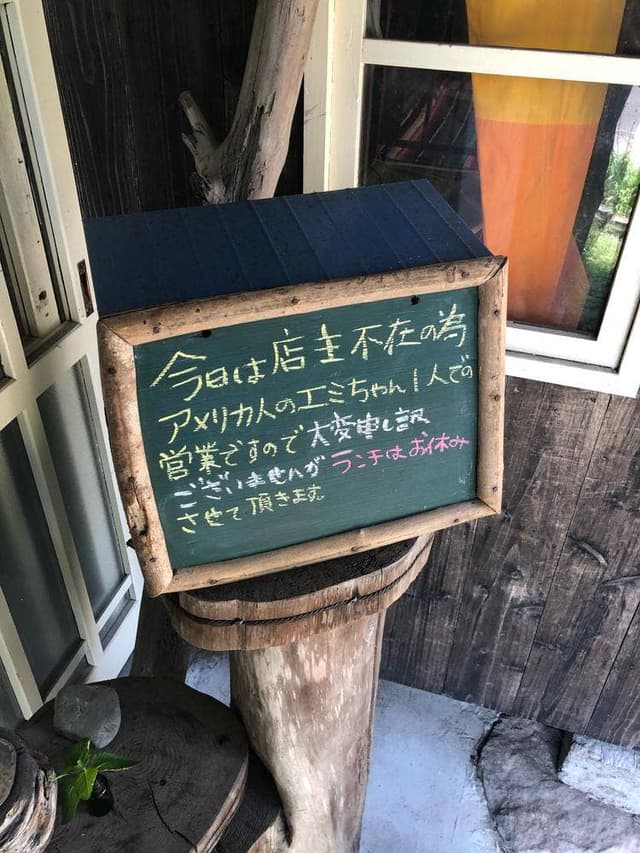 今日は店主不在の為
アメリカ人のエミちゃん1人での
営業ですので大変申し訳
ございませんがランチはお休み
させて頂きます